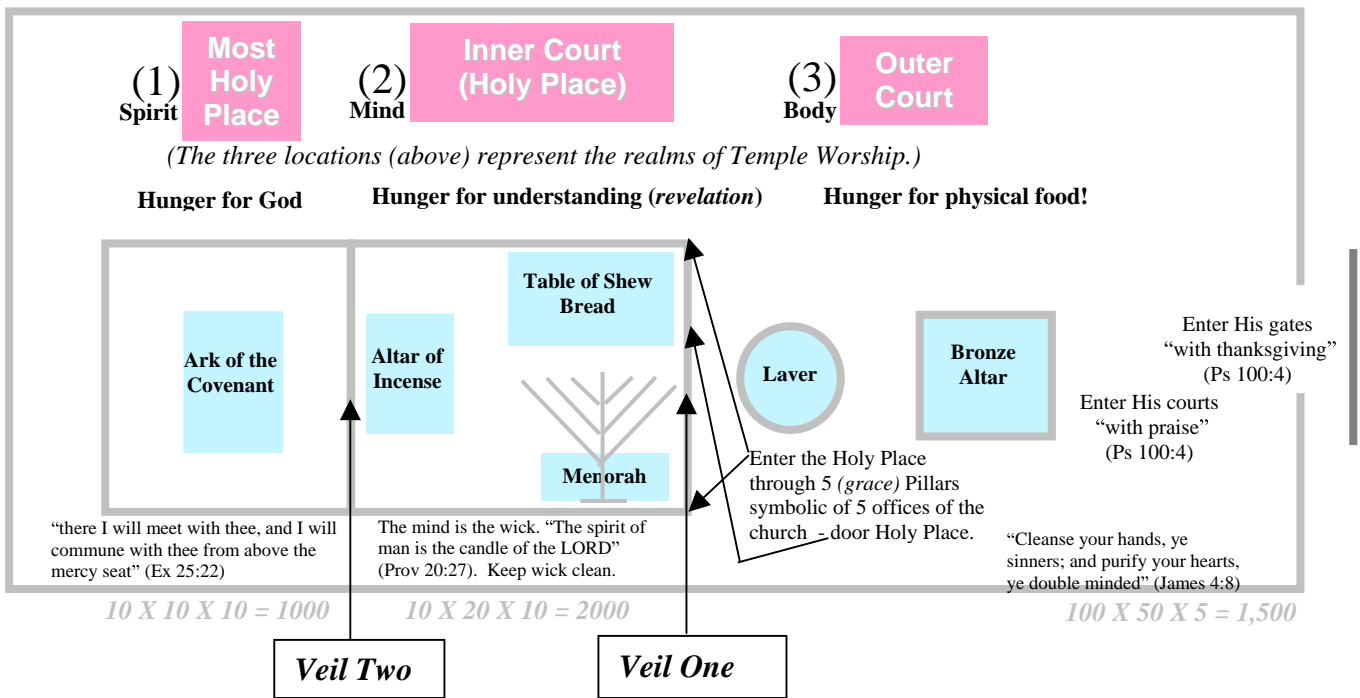 (1)
Spirit
Most
Holy
Place
(2)
Mind
Inner Court
(Holy Place)
(3)
Body
Outer
Court
(The three locations (above) represent the realms of Temple Worship.)
Hunger for God
Hunger for understanding (revelation)
Hunger for physical food!
Ark of the
Covenant
Altar of
Incense
Table of Shew
Bread
Menorah
Laver
Bronze
Altar
Enter His gates
“with thanksgiving”
(Ps 100:4)
Enter His courts
“with praise”
(Ps 100:4)
Enter the Holy Place
through 5 (grace) Pillars
symbolic of 5 offices of the
church - door Holy Place.
“there I will meet with thee, and I will
commune with thee from above the
mercy seat” (Ex 25:22)
The mind is the wick. “The spirit of
man is the candle of the LORD”
(Prov 20:27). Keep wick clean.
“Cleanse your hands, ye
sinners; and purify your hearts,
ye double minded” (James 4:8)
10 X 10 X 10 = 1000
10 X 20 X 10 = 2000
100 X 50 X 5 = 1,500
Veil Two
Veil One